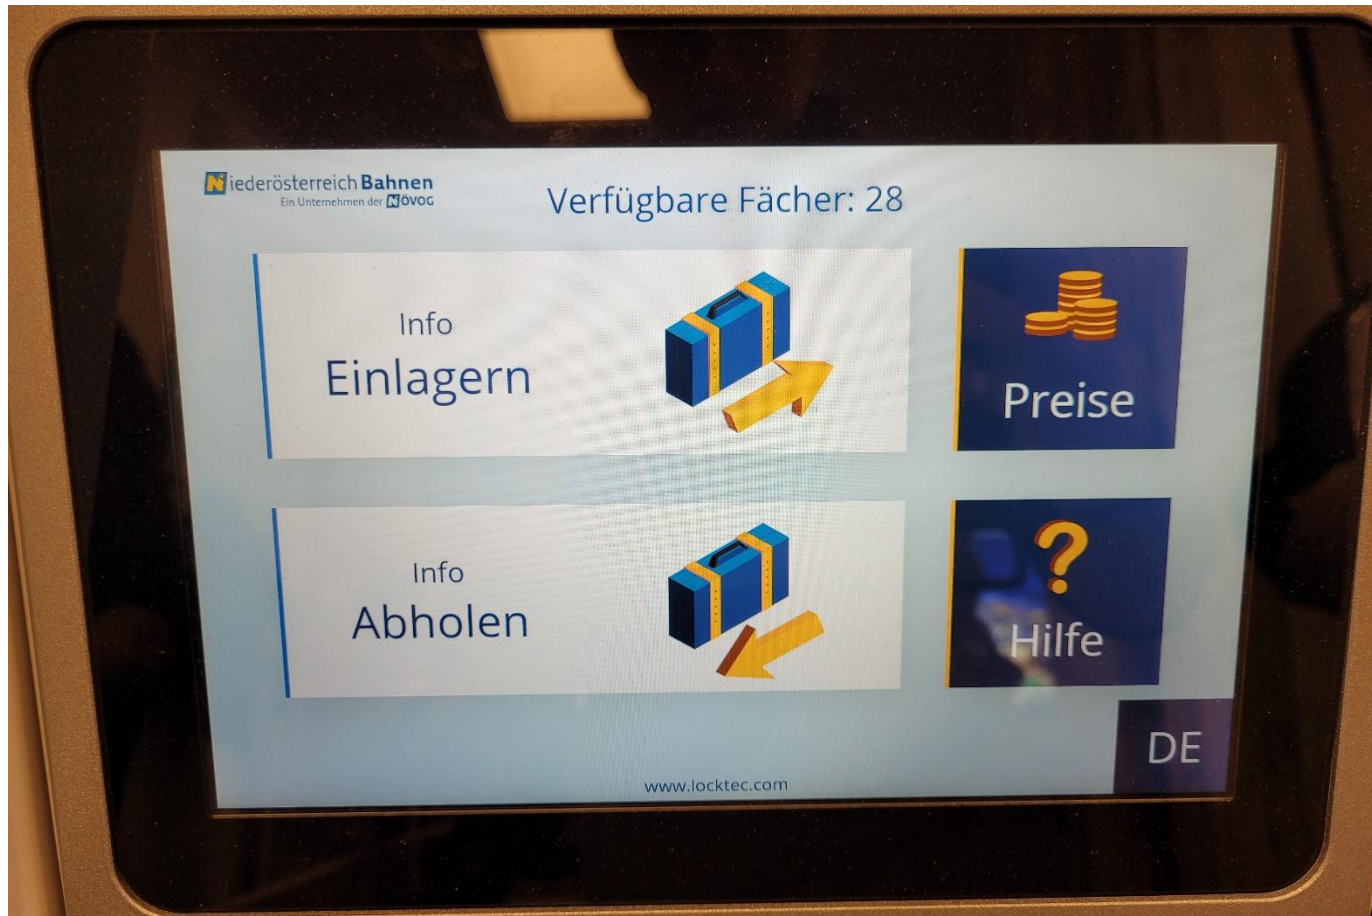 Niederösterreich Bahnen
Ein Unternehmen der NÖVOG
Verfügbare Fächer: 28
Info
Einlagern
Preise
Info
Abholen
Hilfe
DE
www.locktec.com